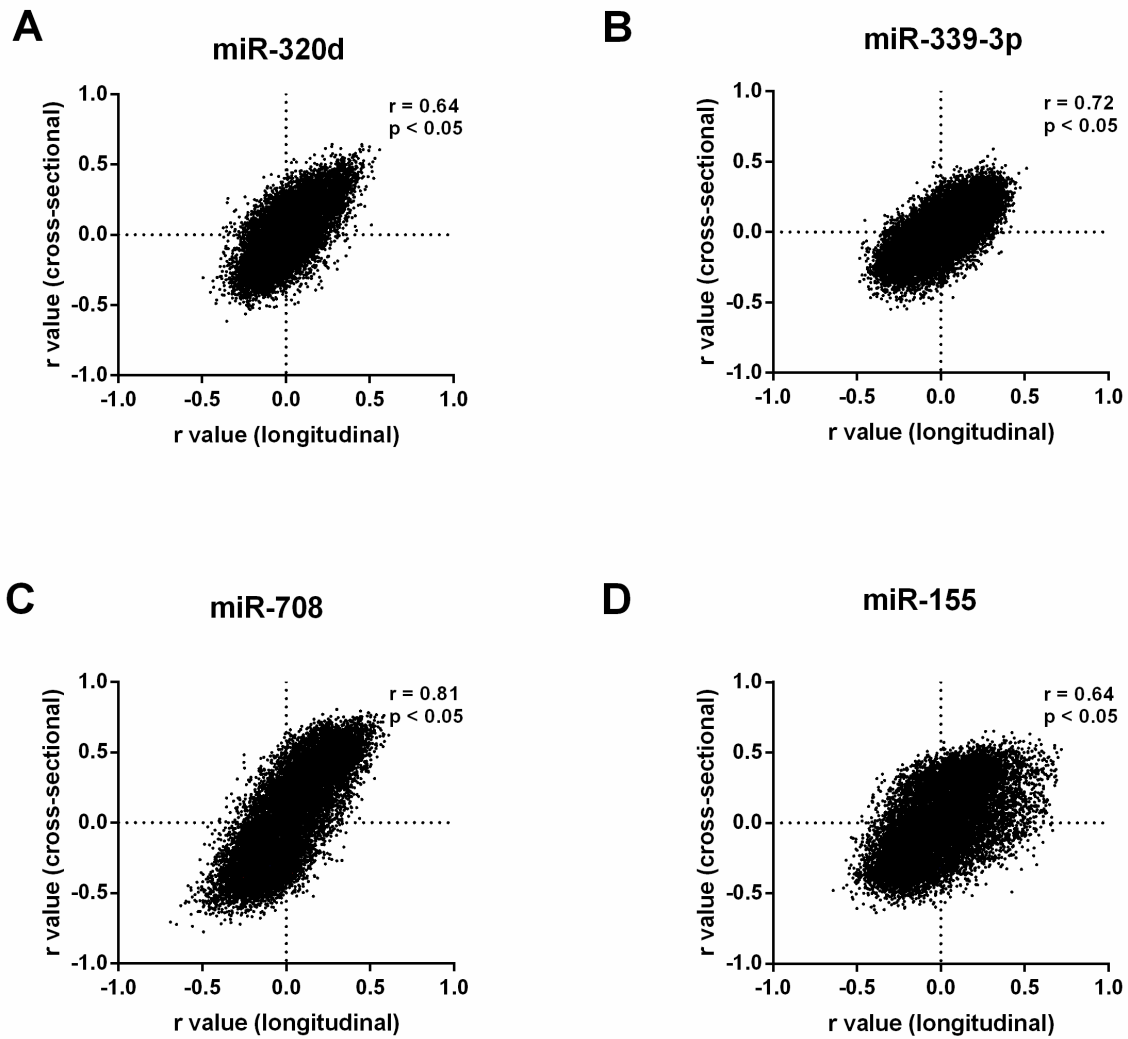 A
miR-320d
r = 0.64
p < 0.05
1.0
0.5
0.0
-0.5
-1.0
r value (cross-sectional)
-1.0 -0.5 0.0 0.5 1.0
r value (longitudinal)
B
miR-339-3p
r = 0.72
p < 0.05
1.0
0.5
0.0
-0.5
-1.0
r value (cross-sectional)
-1.0 -0.5 0.0 0.5 1.0
r value (longitudinal)
C
miR-708
r = 0.81
p < 0.05
1.0
0.5
0.0
-0.5
-1.0
r value (cross-sectional)
-1.0 -0.5 0.0 0.5 1.0
r value (longitudinal)
D
miR-155
r = 0.64
p < 0.05
1.0
0.5
0.0
-0.5
-1.0
r value (cross-sectional)
-1.0 -0.5 0.0 0.5 1.0
r value (longitudinal)